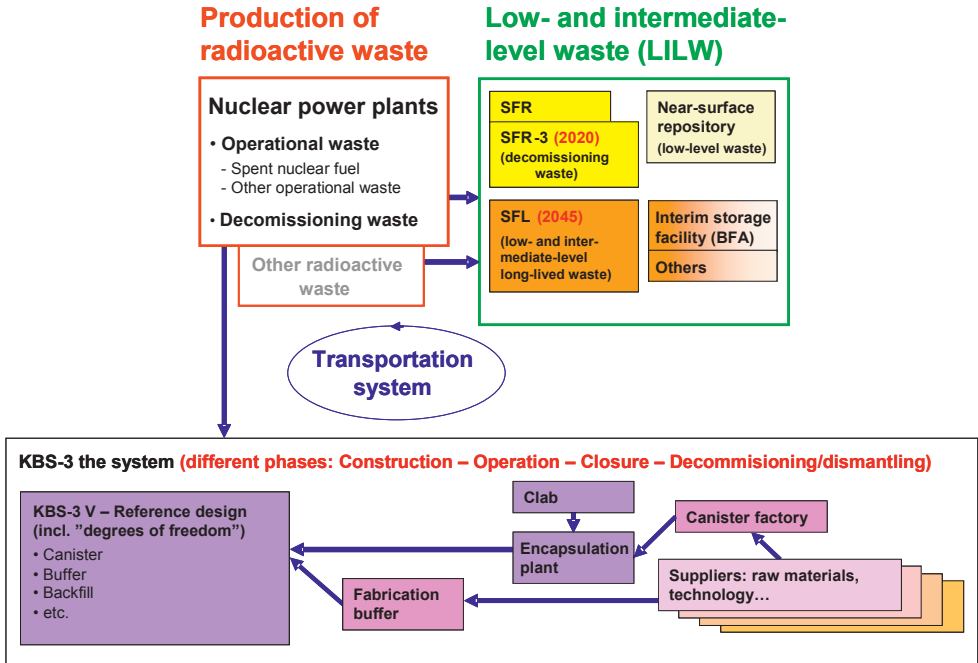 Production of
radioactive waste
Low- and intermediate-
level waste (LILW)
Nuclear power plants
• Operational waste
- Spent nuclear fuel
- Other operational waste
• Decomissioning waste
Other radioactive
waste
SFR
SFR-3 (2020)
(decomissioning
waste)
Near-surface
repository
(low-level waste)
SFL (2045)
(low- and inter-
mediate-level
long-lived waste)
Interim storage
facility (BFA)
Others
Transportation
system
KBS-3 the system (different phases: Construction – Operation – Closure – Decommisioning/dismantling)
KBS-3 V – Reference design
(incl. ”degrees of freedom”)
• Canister
• Buffer
• Backfill
• etc.
Clab
Encapsulation
plant
Canister factory
Fabrication
buffer
Suppliers: raw materials,
technology…